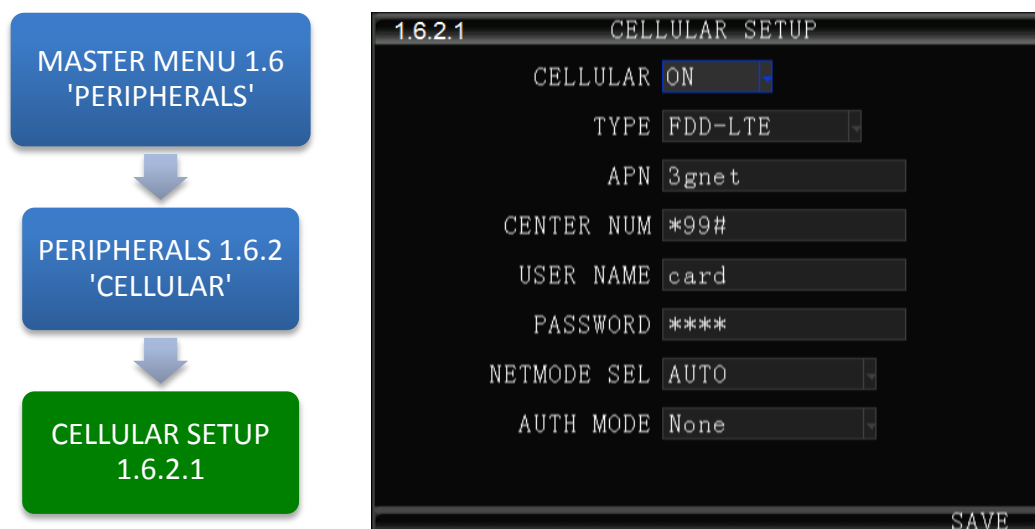 MASTER MENU 1.6
'PERIPHERALS'
PERIPHERALS 1.6.2
'CELLULAR'
CELLULAR SETUP
1.6.2.1
1.6.2.1 CELLULAR SETUP
CELLULAR ON
TYPE FDD-LTE
APN 3gnet
CENTER NUM *99#
USER NAME card
PASSWORD ****
NETMODE SEL AUTO
AUTH MODE None
SAVE